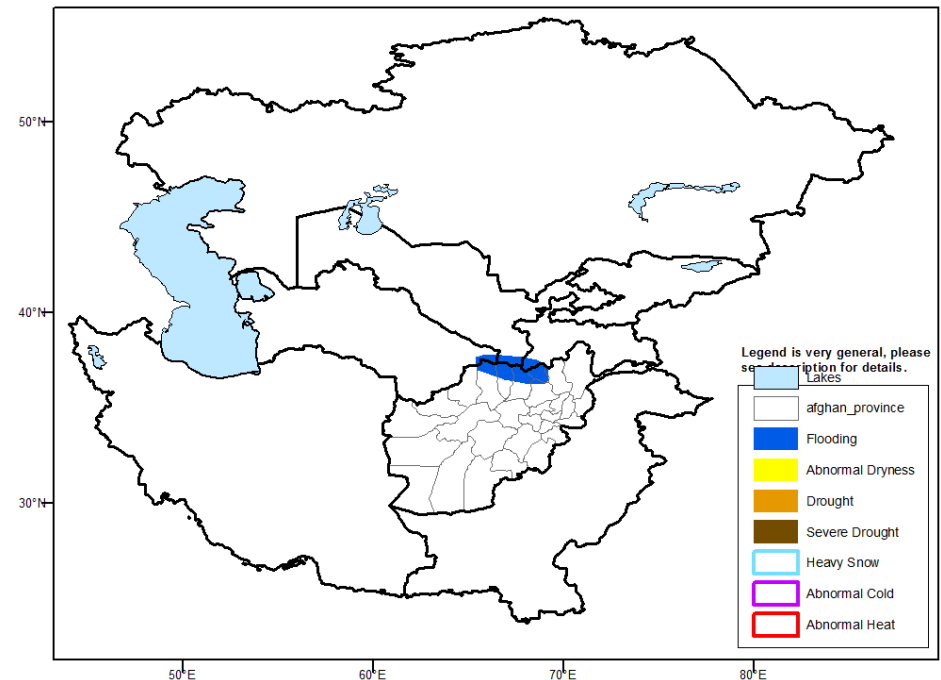 50°N
40°N
30°N
50°E
60°E
70°E
80°E
Legend is very general, please
see description for details.
Lakes
afghan_province
Flooding
Abnormal Dryness
Drought
Severe Drought
Heavy Snow
Abnormal Cold
Abnormal Heat